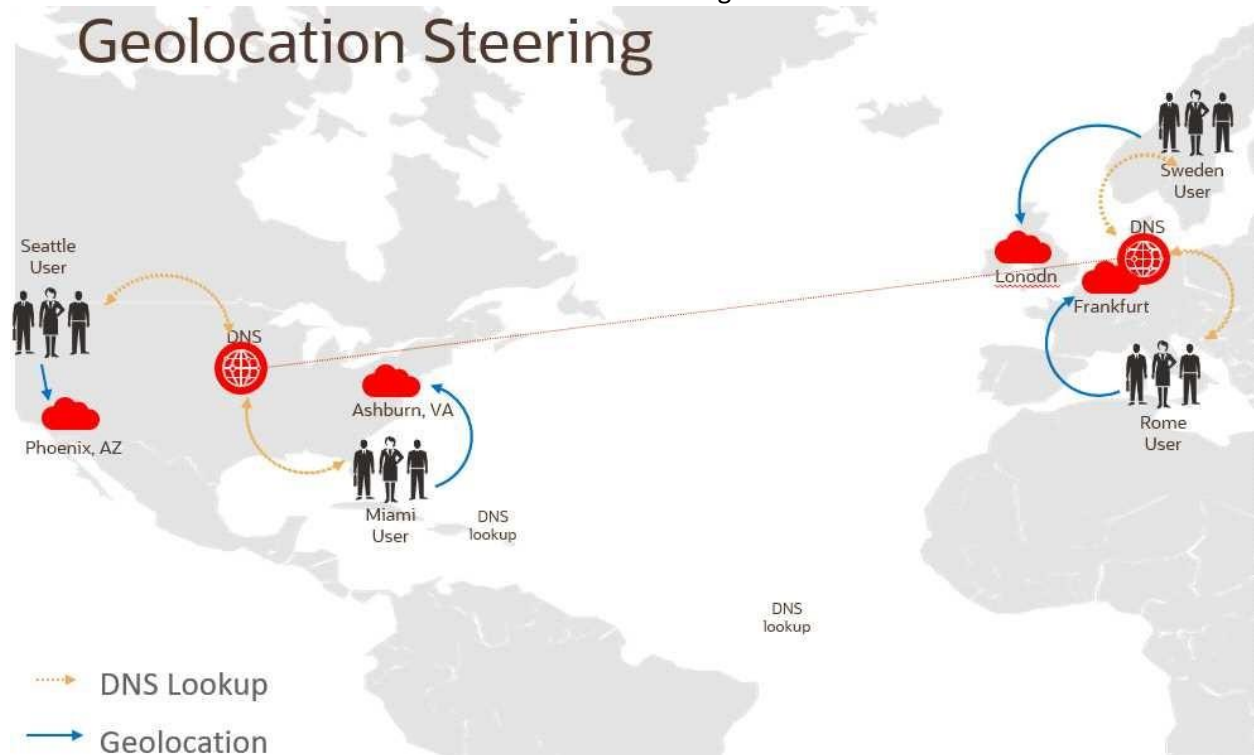 Geolocation Steering
Sweden
User
DNS
Lonodn
Frankfurt
Seattle
User
DNS
Ashburn, VA
Phoenix, AZ
Rome
User
Miami
User
DNS
lookup
DNS
lookup
DNS Lookup
Geolocation